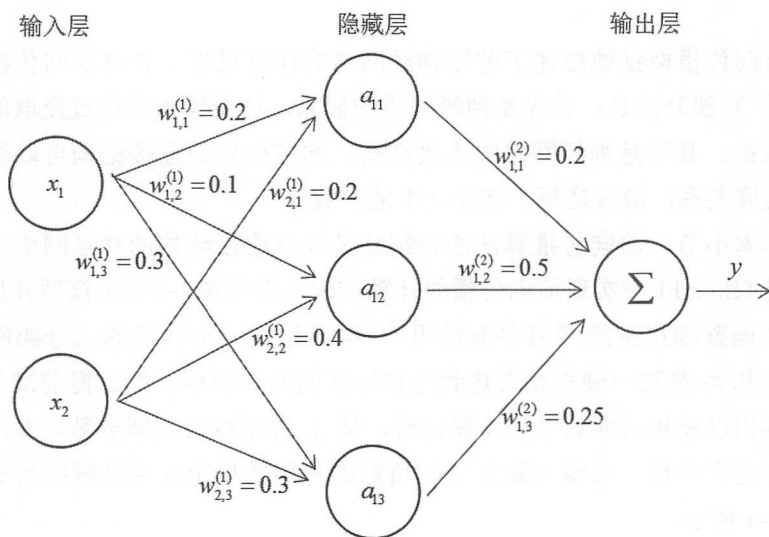 输入层
隐藏层
输出层
a₁₁
w₁,₁⁽¹⁾=0.2
x₁
w₁,₂⁽¹⁾=0.1
w₂,₁⁽¹⁾=0.2
w₁,₁⁽²⁾=0.2
w₁,₃⁽¹⁾=0.3
a₁₂
w₁,₂⁽²⁾=0.5
Σ
y
w₂,₂⁽¹⁾=0.4
x₂
w₁,₃⁽²⁾=0.25
w₂,₃⁽¹⁾=0.3
a₁₃